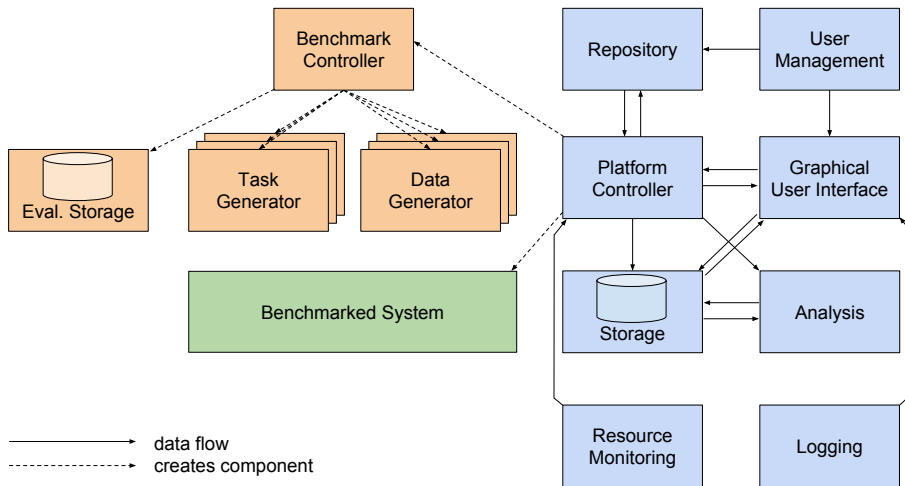 Benchmark
Controller
Repository
User
Management
Eval. Storage
Task
Generator
Data
Generator
Platform
Controller
Graphical
User Interface
Benchmarked System
Storage
Analysis
Resource
Monitoring
Logging
data flow
creates component